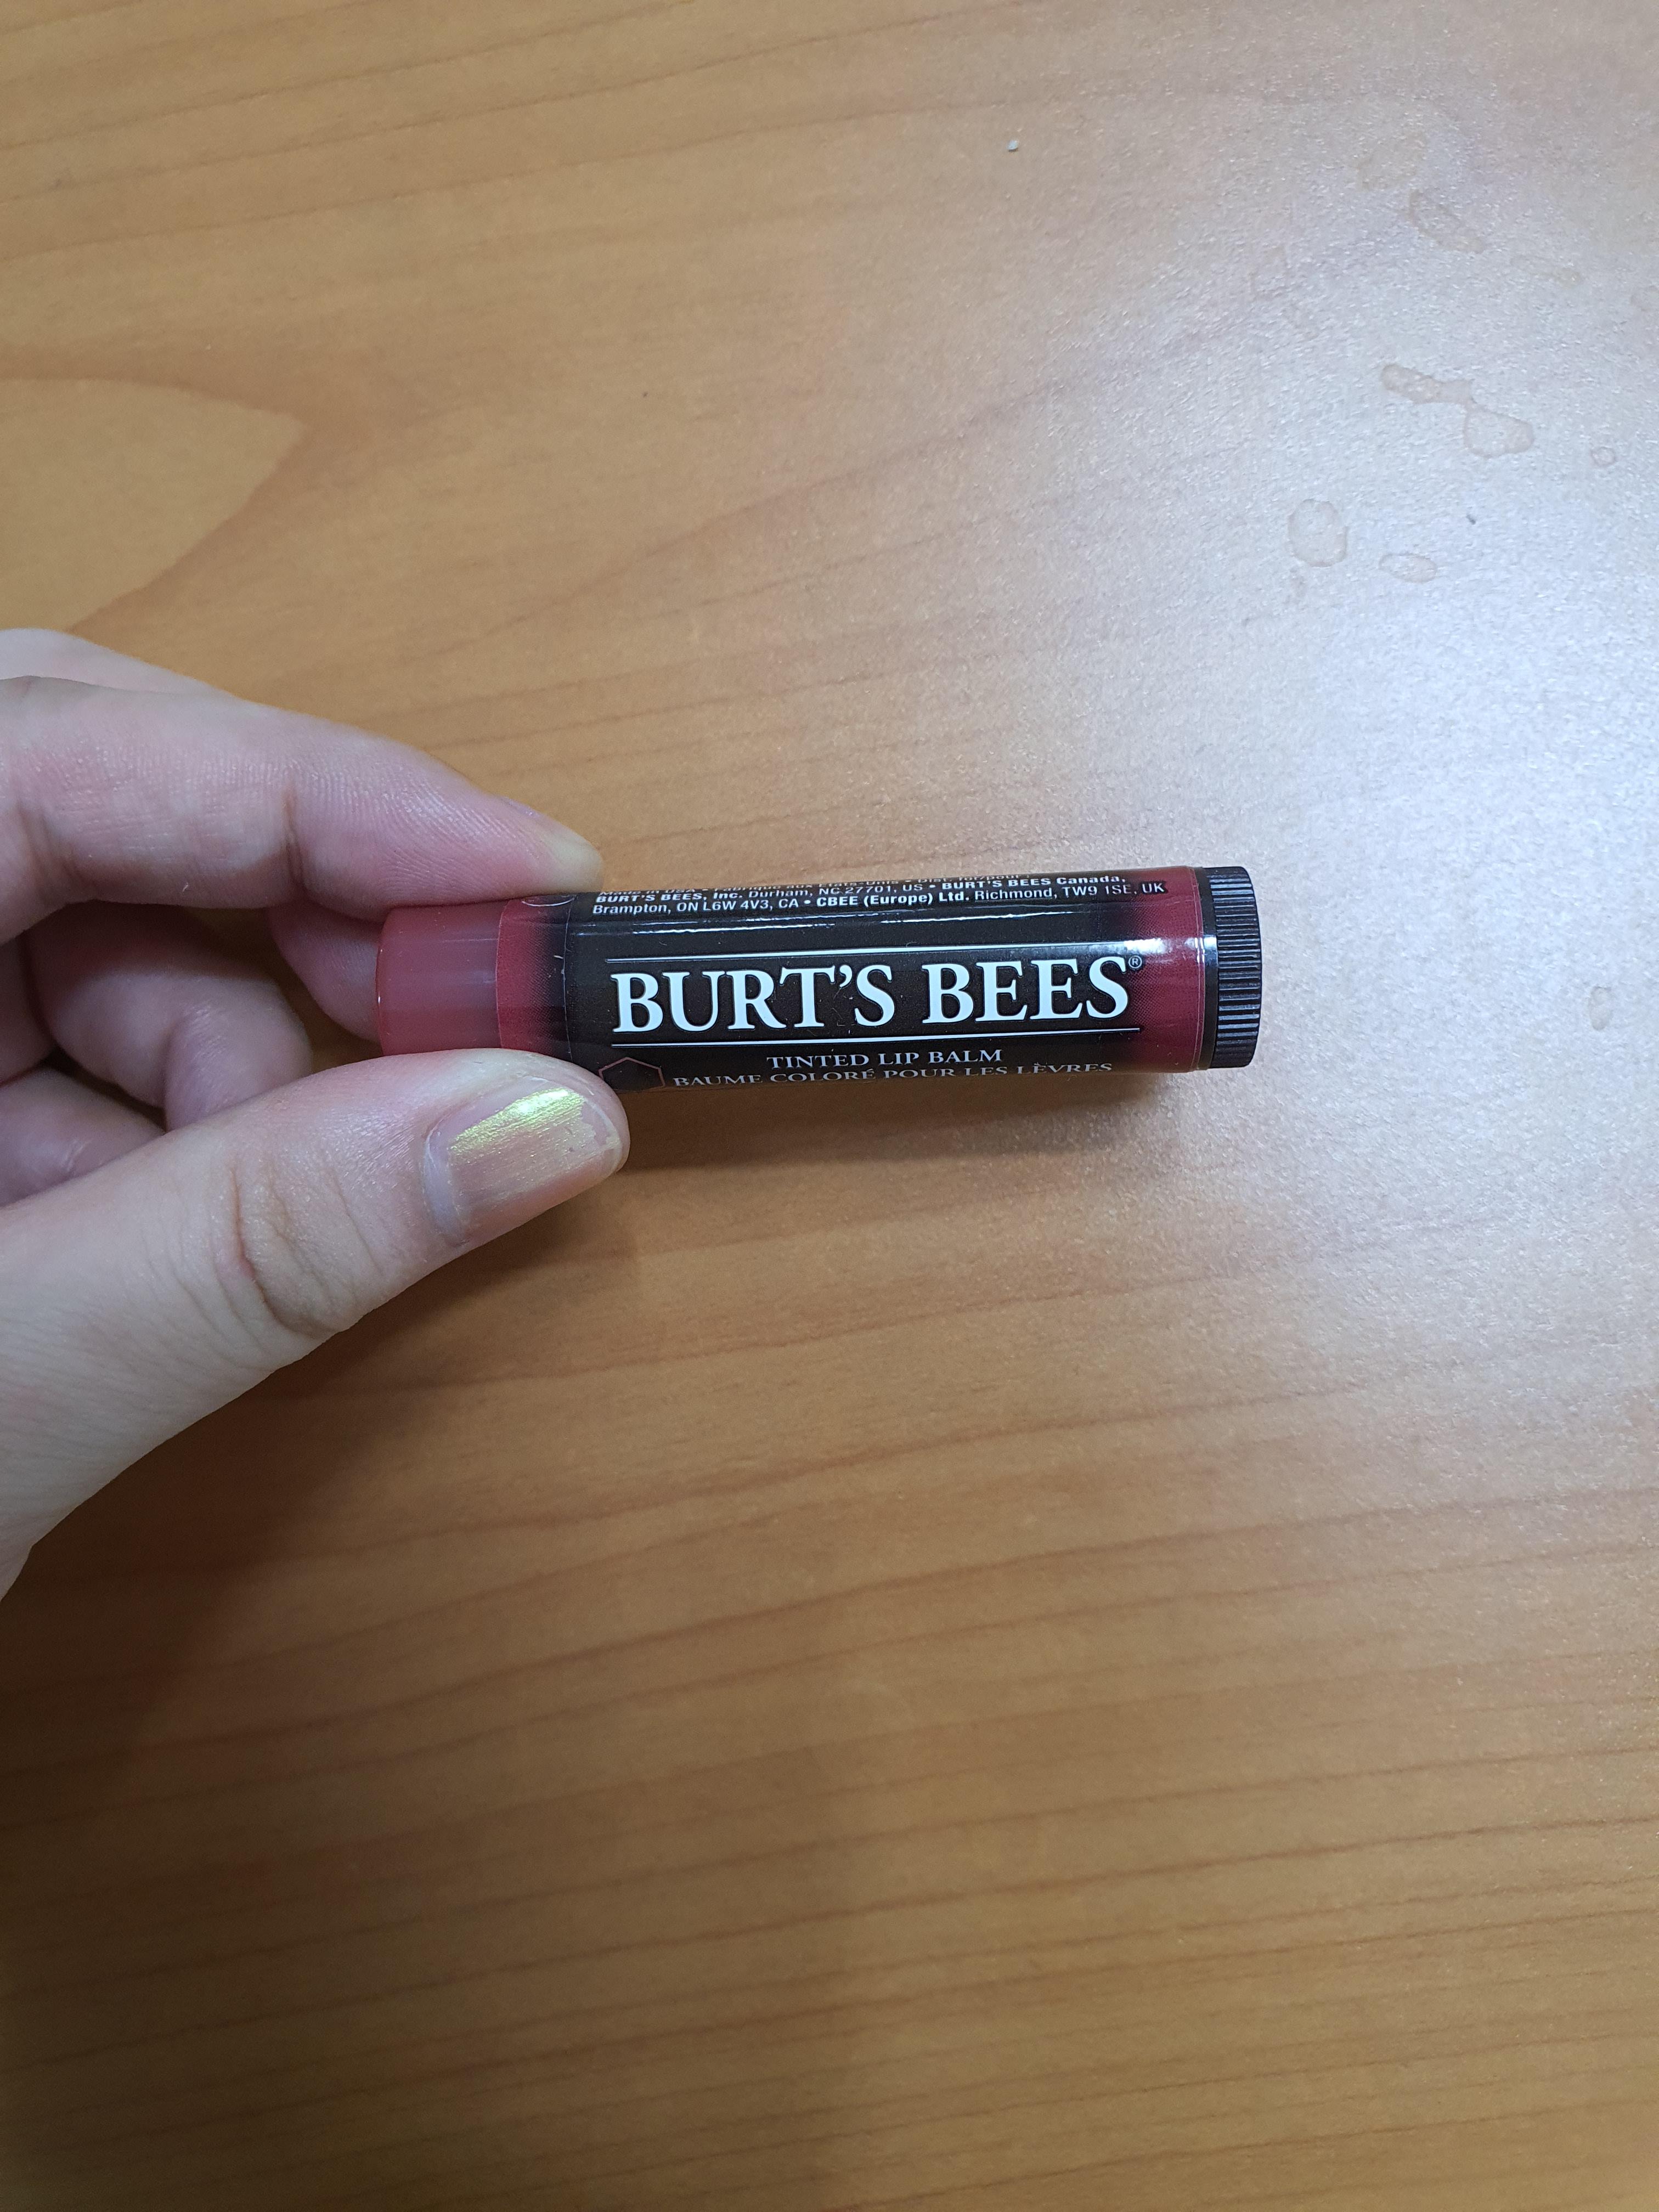 BURT'S BEES, Inc. Durham, NC 27701, US • BURT'S BEES Canada,
Brampton, ON L6W 4V3, CA • CBEE (Europe) Ltd. Richmond, TW9 1SE, UK
BURT'S BEES®
TINTED LIP BALM
BAUME COLORÉ POUR LES LÈVRES